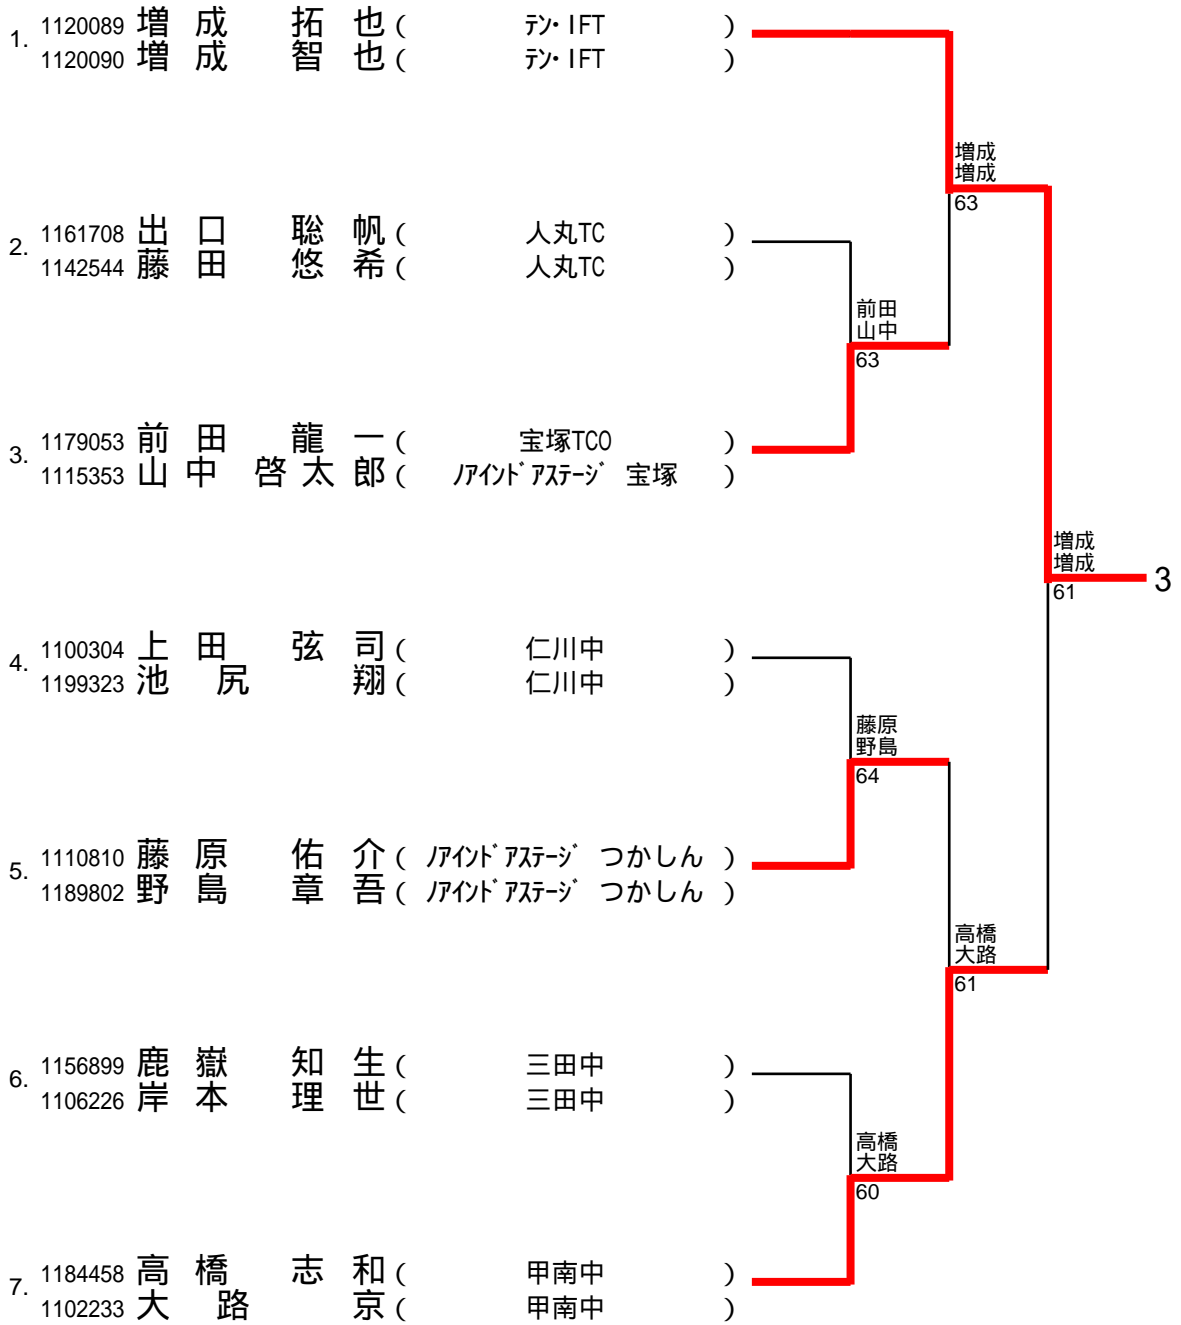 1. 1120089 増成 拓也 ( テン・IFT )
1120090 増成 智也 ( テン・IFT )
増成
増成
63
2. 1161708 出口 聡帆 ( 人丸TC )
1142544 藤田 悠希 ( 人丸TC )
前田
山中
63
3. 1179053 前田 龍一 ( 宝塚TCO )
1115353 山中 啓太郎 ( ノアインドアステージ 宝塚 )
増成
増成
61
3
4. 1100304 上田 弦司 ( 仁川中 )
1199323 池尻 翔 ( 仁川中 )
藤原
野島
64
5. 1110810 藤原 佑介 ( ノアインドアステージ つかしん )
1189802 野島 章吾 ( ノアインドアステージ つかしん )
高橋
大路
61
6. 1156899 鹿嶽 知生 ( 三田中 )
1106226 岸本 理世 ( 三田中 )
高橋
大路
60
7. 1184458 高橋 志和 ( 甲南中 )
1102233 大路 京 ( 甲南中 )